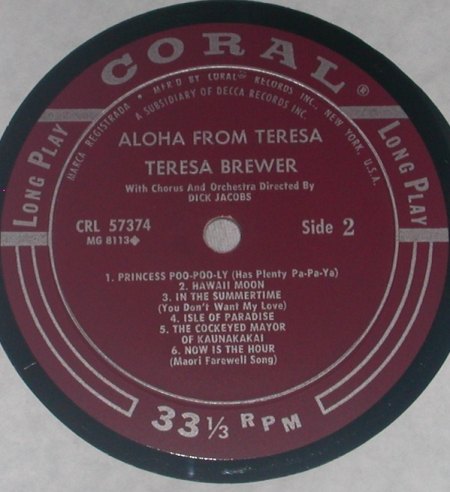 CORAL ®
MARCA REGISTRADA • MFR'D BY CORAL RECORDS INC., NEW YORK, U.S.A.
A SUBSIDIARY OF DECCA RECORDS INC.
LONG PLAY
LONG PLAY
ALOHA FROM TERESA
TERESA BREWER
With Chorus And Orchestra Directed By
DICK JACOBS
CRL 57374
MG 8113◆
Side 2
1. PRINCESS POO-POO-LY (Has Plenty Pa-Pa-Ya)
2. HAWAII MOON
3. IN THE SUMMERTIME
(You Don't Want My Love)
4. ISLE OF PARADISE
5. THE COCKEYED MAYOR
OF KAUNAKAKAI
6. NOW IS THE HOUR
(Maori Farewell Song)
33 1/3 RPM